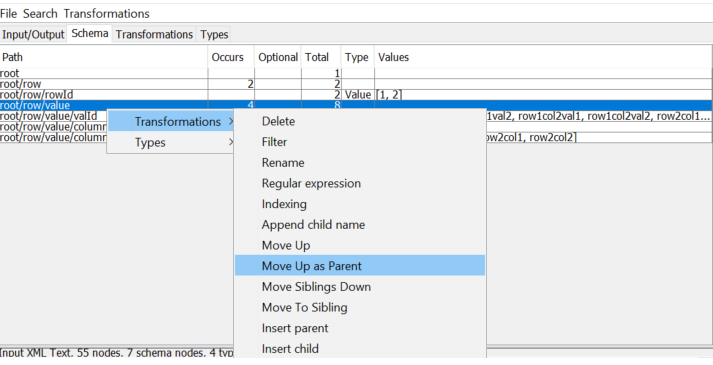 File Search Transformations
Input/Output Schema Transformations Types
Path Occurs Optional Total Type Values
root 1
root/row 2 2
root/row/rowId 2 Value [1, 2]
root/row/value 4 8
root/row/value/valId 1val2, row1col2val1, row1col2val2, row2col1...
root/row/value/column
root/row/value/column ow2col1, row2col2]
Transformations >
Types >
Delete
Filter
Rename
Regular expression
Indexing
Append child name
Move Up
Move Up as Parent
Move Siblings Down
Move To Sibling
Insert parent
Insert child
Input XML Text. 55 nodes. 7 schema nodes. 4 typ